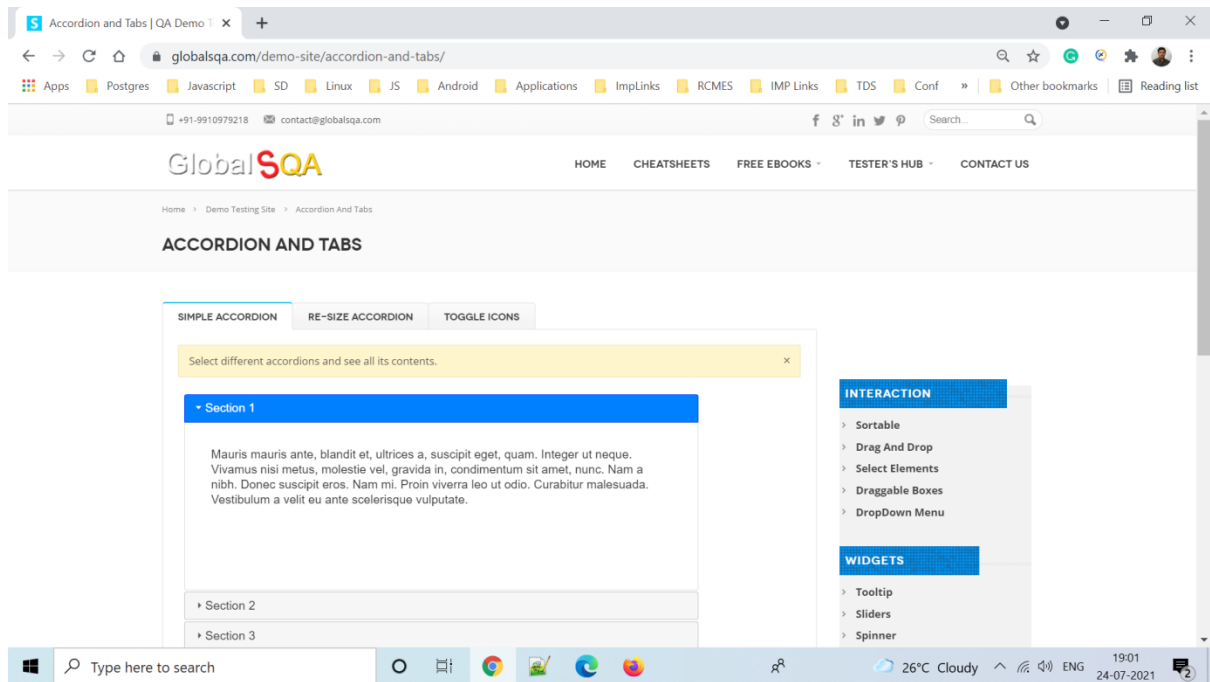 Accordion and Tabs | QA Demo T
globalsqa.com/demo-site/accordion-and-tabs/
Apps Postgres Javascript SD Linux JS Android Applications ImpLinks RCMES IMP Links TDS Conf » Other bookmarks Reading list
+91-9910979218 contact@globalsqa.com Search...
GlobalSQA HOME CHEATSHEETS FREE EBOOKS TESTER'S HUB CONTACT US
Home > Demo Testing Site > Accordion And Tabs
ACCORDION AND TABS
SIMPLE ACCORDION RE-SIZE ACCORDION TOGGLE ICONS
Select different accordions and see all its contents. ×
Section 1
Mauris mauris ante, blandit et, ultrices a, suscipit eget, quam. Integer ut neque.
Vivamus nisi metus, molestie vel, gravida in, condimentum sit amet, nunc. Nam a
nibh. Donec suscipit eros. Nam mi. Proin viverra leo ut odio. Curabitur malesuada.
Vestibulum a velit eu ante scelerisque vulputate.
Section 2
Section 3
INTERACTION
Sortable
Drag And Drop
Select Elements
Draggable Boxes
DropDown Menu
WIDGETS
Tooltip
Sliders
Spinner
Type here to search 26°C Cloudy ENG 19:01
24-07-2021 2